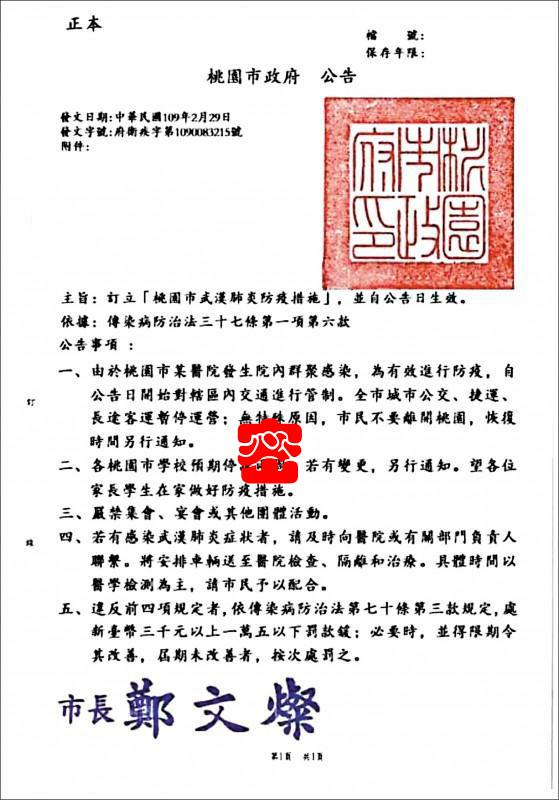 正本
檔　　號：
保存年限：
桃園市政府　公告
發文日期：中華民國109年2月29日
發文字號：府衛疾字第1090083215號
附件：
桃園市政府印
主旨：訂立「桃園市武漢肺炎防疫措施」，並自公告日生效。
依據：傳染病防治法三十七條第一項第六款
公告事項：
一、由於桃園市某醫院發生院內群聚感染，為有效進行防疫，自
公告日開始對轄區內交通進行管制。全市城市公交、捷運、
長途客運暫停運營；無特殊原因，市民不要離開桃園，恢復
時間另行通知。
二、各桃園市學校預期停 若有變更，另行通知。望各位
家長學生在家做好防疫措施。
三、嚴禁集會、宴會或其他團體活動。
四、若有感染武漢肺炎症狀者，請及時向醫院或有關部門負責人
聯繫。將安排車輛送至醫院檢查、隔離和治療。具體時間以
醫學檢測為主，請市民予以配合。
五、違反前四項規定者，依傳染病防治法第七十條第三款規定，處
新臺幣三千元以上一萬五以下罰款鍰；必要時，並得限期令
其改善，屆期未改善者，按次處罰之。
訂
線
市長 鄭文燦
第1頁　共1頁